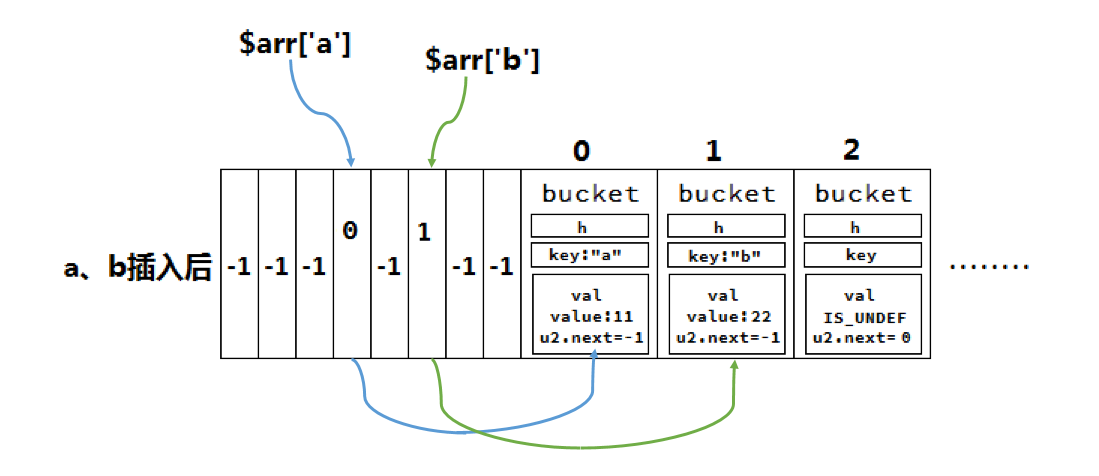 $arr['a']
$arr['b']
0 1 2
bucket bucket bucket
h h h
0 1
key:"a" key:"b" key
a、b插入后 -1 -1 -1 -1 -1 -1 ........
val val val
value:11 value:22 IS_UNDEF
u2.next=-1 u2.next=-1 u2.next= 0